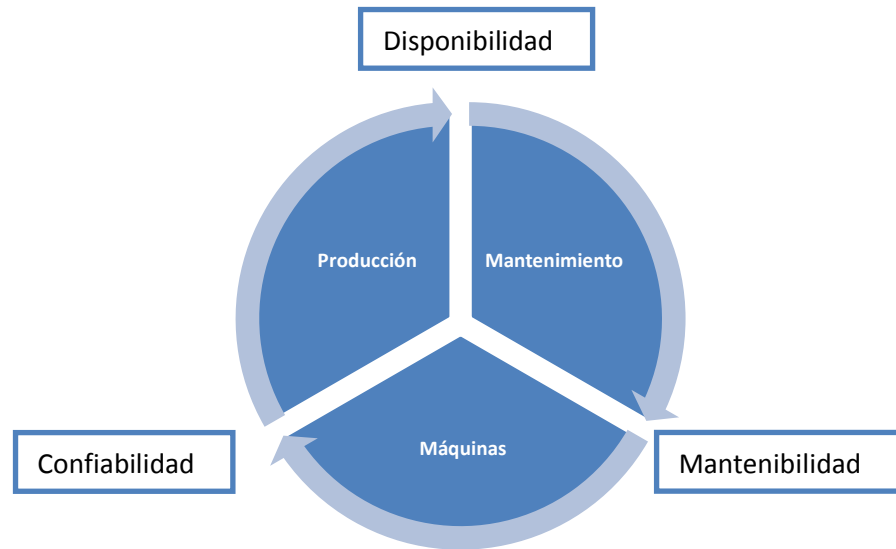 Disponibilidad
Producción
Mantenimiento
Máquinas
Confiabilidad
Mantenibilidad